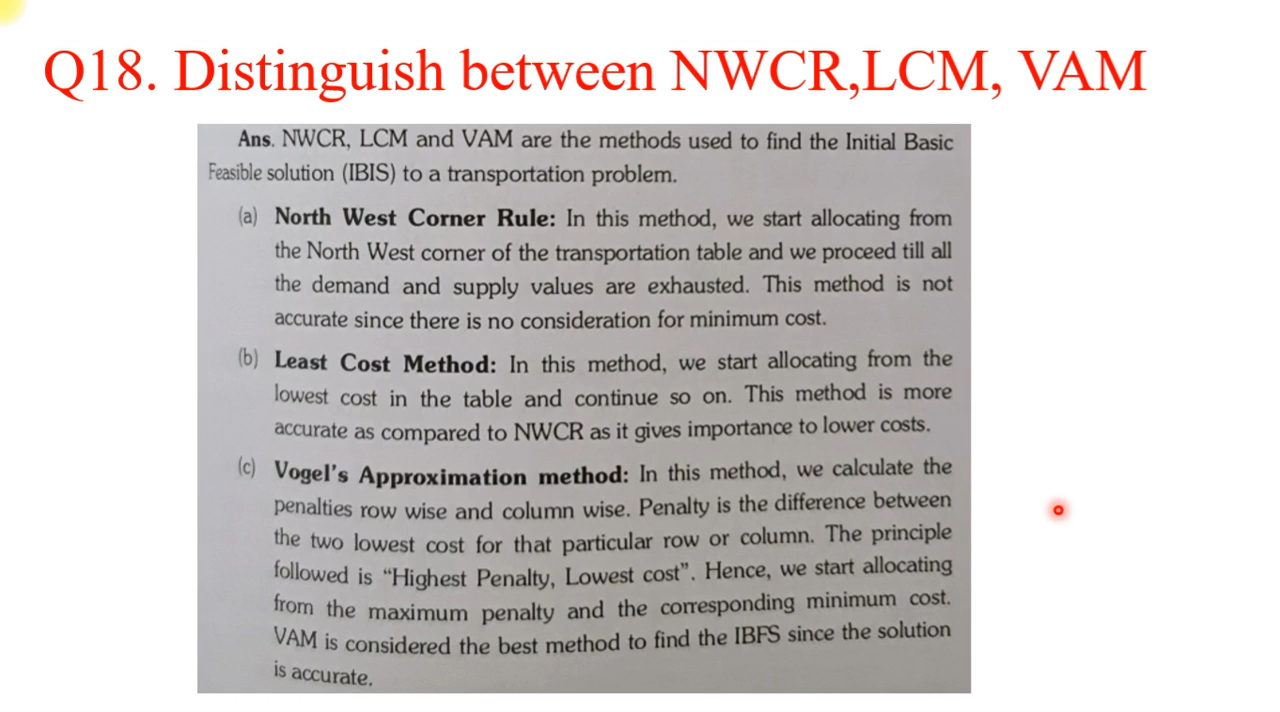 Q18. Distinguish between NWCR,LCM, VAM
Ans. NWCR, LCM and VAM are the methods used to find the Initial Basic
Feasible solution (IBIS) to a transportation problem.
(a) North West Corner Rule: In this method, we start allocating from
the North West corner of the transportation table and we proceed till all
the demand and supply values are exhausted. This method is not
accurate since there is no consideration for minimum cost.
(b) Least Cost Method: In this method, we start allocating from the
lowest cost in the table and continue so on. This method is more
accurate as compared to NWCR as it gives importance to lower costs.
(c) Vogel's Approximation method: In this method, we calculate the
penalties row wise and column wise. Penalty is the difference between
the two lowest cost for that particular row or column. The principle
followed is “Highest Penalty, Lowest cost”. Hence, we start allocating
from the maximum penalty and the corresponding minimum cost.
VAM is considered the best method to find the IBFS since the solution
is accurate.